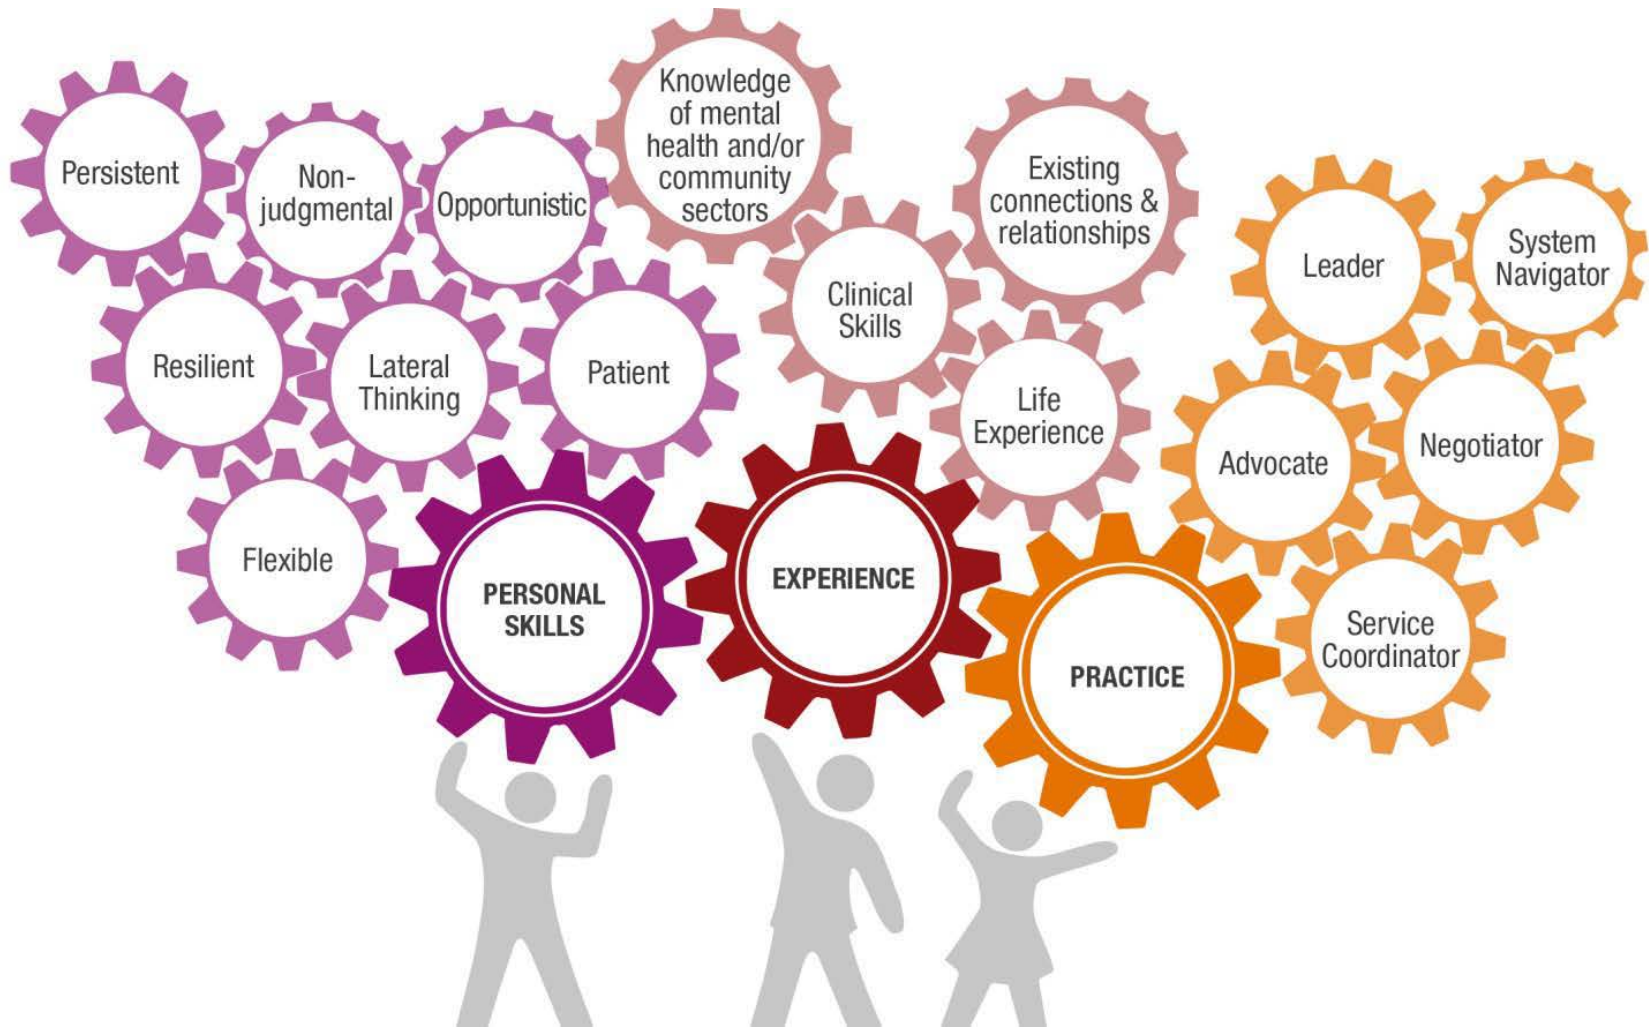 Persistent
Non-
judgmental
Opportunistic
Resilient
Lateral
Thinking
Patient
Flexible
PERSONAL
SKILLS
Knowledge
of mental
health and/or
community
sectors
Existing
connections &
relationships
Clinical
Skills
Life
Experience
EXPERIENCE
Leader
System
Navigator
Advocate
Negotiator
Service
Coordinator
PRACTICE